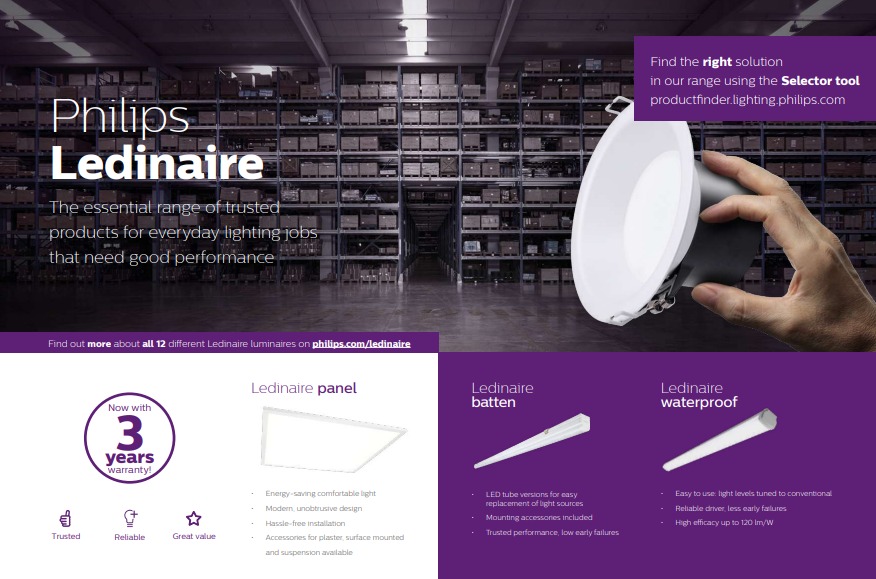 Find the right solution
in our range using the Selector tool
productfinder.lighting.philips.com
Philips
Ledinaire
The essential range of trusted
products for everyday lighting jobs
that need good performance
Find out more about all 12 different Ledinaire luminaires on philips.com/ledinaire
Now with
3
years
warranty!
Trusted
Reliable
Great value
Ledinaire panel
• Energy-saving comfortable light
• Modern, unobtrusive design
• Hassle-free installation
• Accessories for plaster, surface mounted
and suspension available
Ledinaire
batten
• LED tube versions for easy
replacement of light sources
• Mounting accessories included
• Trusted performance, low early failures
Ledinaire
waterproof
• Easy to use: light levels tuned to conventional
• Reliable driver, less early failures
• High efficacy up to 120 lm/W